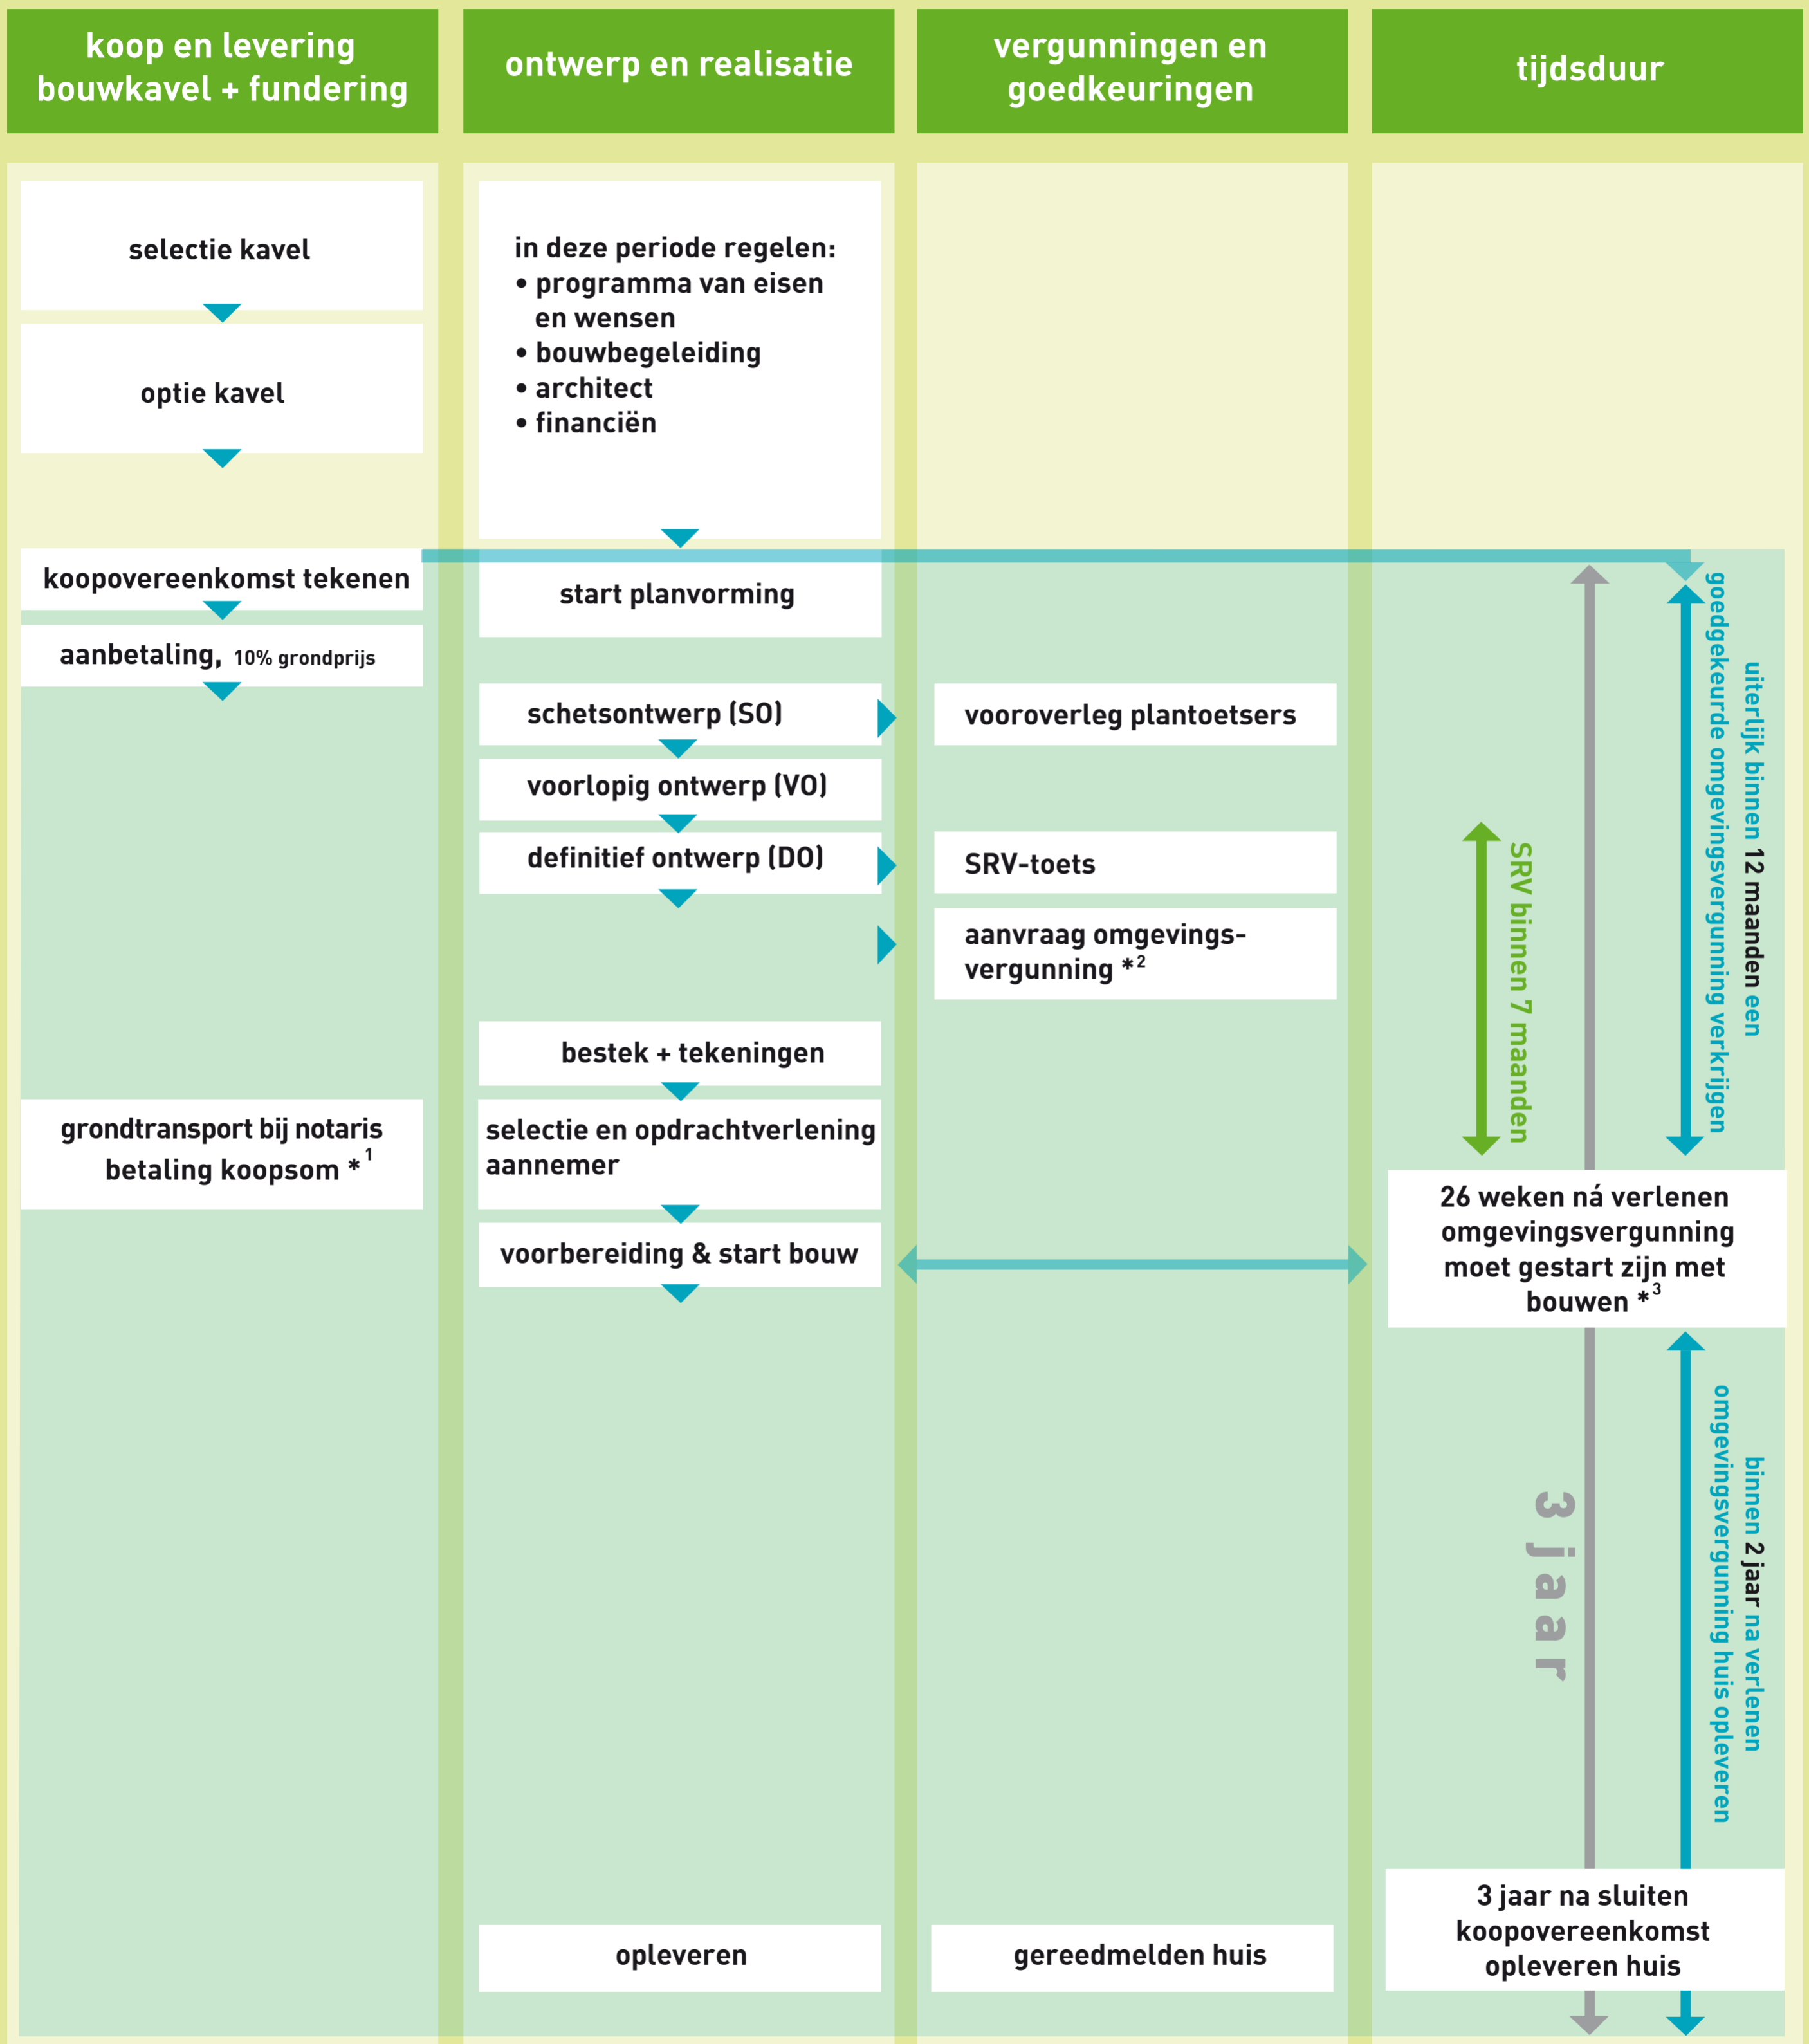 koop en levering
bouwkavel + fundering
ontwerp en realisatie
vergunningen en
goedkeuringen
tijdsduur
selectie kavel
optie kavel
koopovereenkomst tekenen
aanbetaling, 10% grondprijs
grondtransport bij notaris
betaling koopsom *1
in deze periode regelen:
• programma van eisen
en wensen
• bouwbegeleiding
• architect
• financiën
start planvorming
schetsontwerp (SO)
voorlopig ontwerp (VO)
definitief ontwerp (DO)
bestek + tekeningen
selectie en opdrachtverlening
aannemer
voorbereiding & start bouw
opleveren
vooroverleg plantoetsers
SRV-toets
aanvraag omgevings-
vergunning *2
gereedmelden huis
SRV binnen 7 maanden
uiterlijk binnen 12 maanden een
goedgekeurde omgevingsvergunning verkrijgen
26 weken ná verlenen
omgevingsvergunning
moet gestart zijn met
bouwen *3
3 jaar
binnen 2 jaar na verlenen
omgevingsvergunning huis opleveren
3 jaar na sluiten
koopovereenkomst
opleveren huis